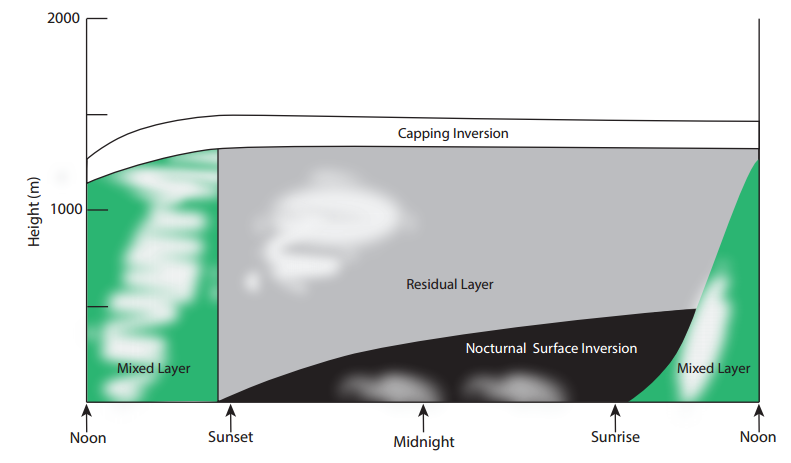 2000
Capping Inversion
1000
Height (m)
Residual Layer
Nocturnal Surface Inversion
Mixed Layer
Mixed Layer
Noon
Sunset
Midnight
Sunrise
Noon